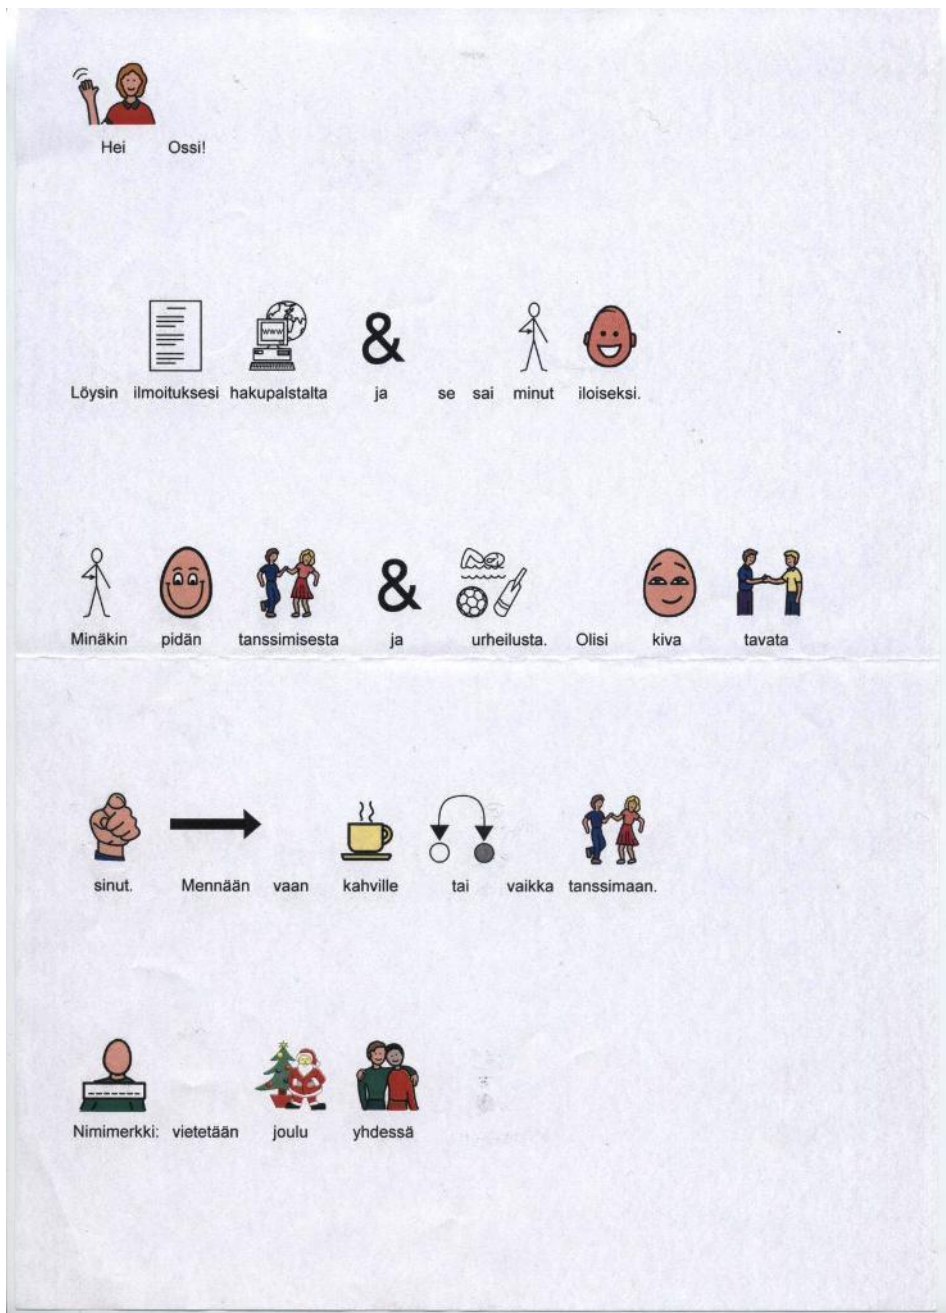 Hei Ossi!
www
Löysin ilmoituksesi hakupalstalta & ja se sai minut iloiseksi.
Minäkin pidän tanssimisesta & ja urheilusta. Olisi kiva tavata
sinut. Mennään vaan kahville tai vaikka tanssimaan.
Nimimerkki: vietetään joulu yhdessä